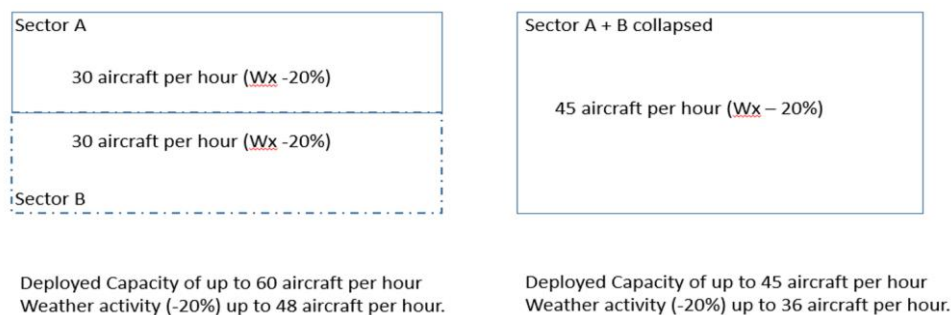 Sector A
30 aircraft per hour (Wx -20%)
30 aircraft per hour (Wx -20%)
Sector B
Deployed Capacity of up to 60 aircraft per hour
Weather activity (-20%) up to 48 aircraft per hour.
Sector A + B collapsed
45 aircraft per hour (Wx – 20%)
Deployed Capacity of up to 45 aircraft per hour
Weather activity (-20%) up to 36 aircraft per hour.